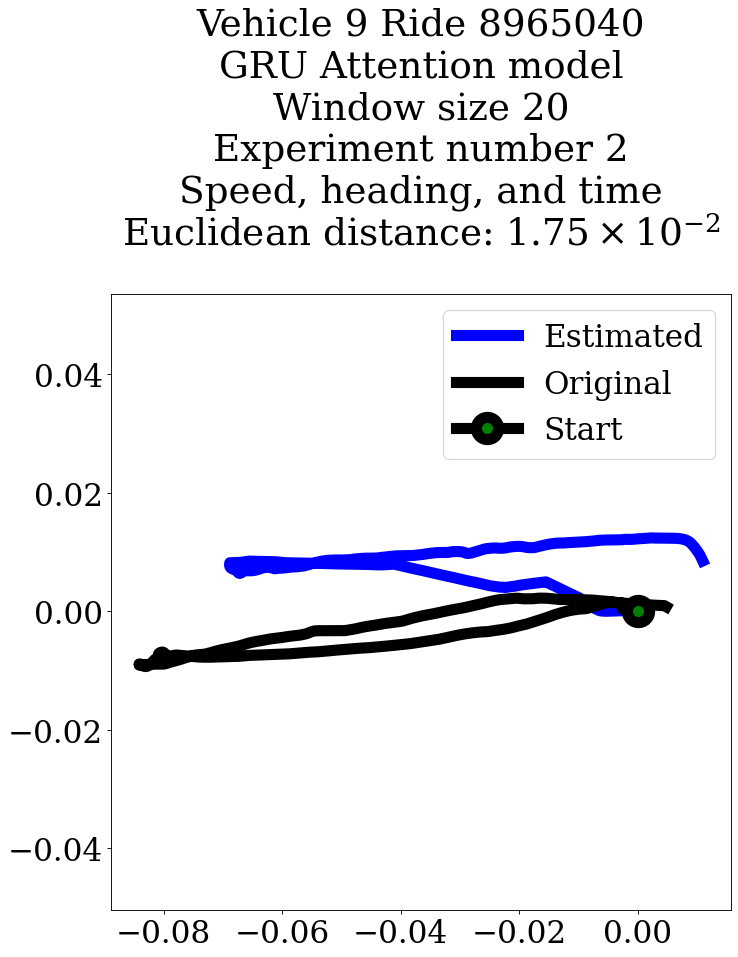 Vehicle 9 Ride 8965040
GRU Attention model
Window size 20
Experiment number 2
Speed, heading, and time
Euclidean distance: 1.75 × 10⁻²
Estimated
Original
Start
0.04
0.02
0.00
−0.02
−0.04
−0.08 −0.06 −0.04 −0.02 0.00